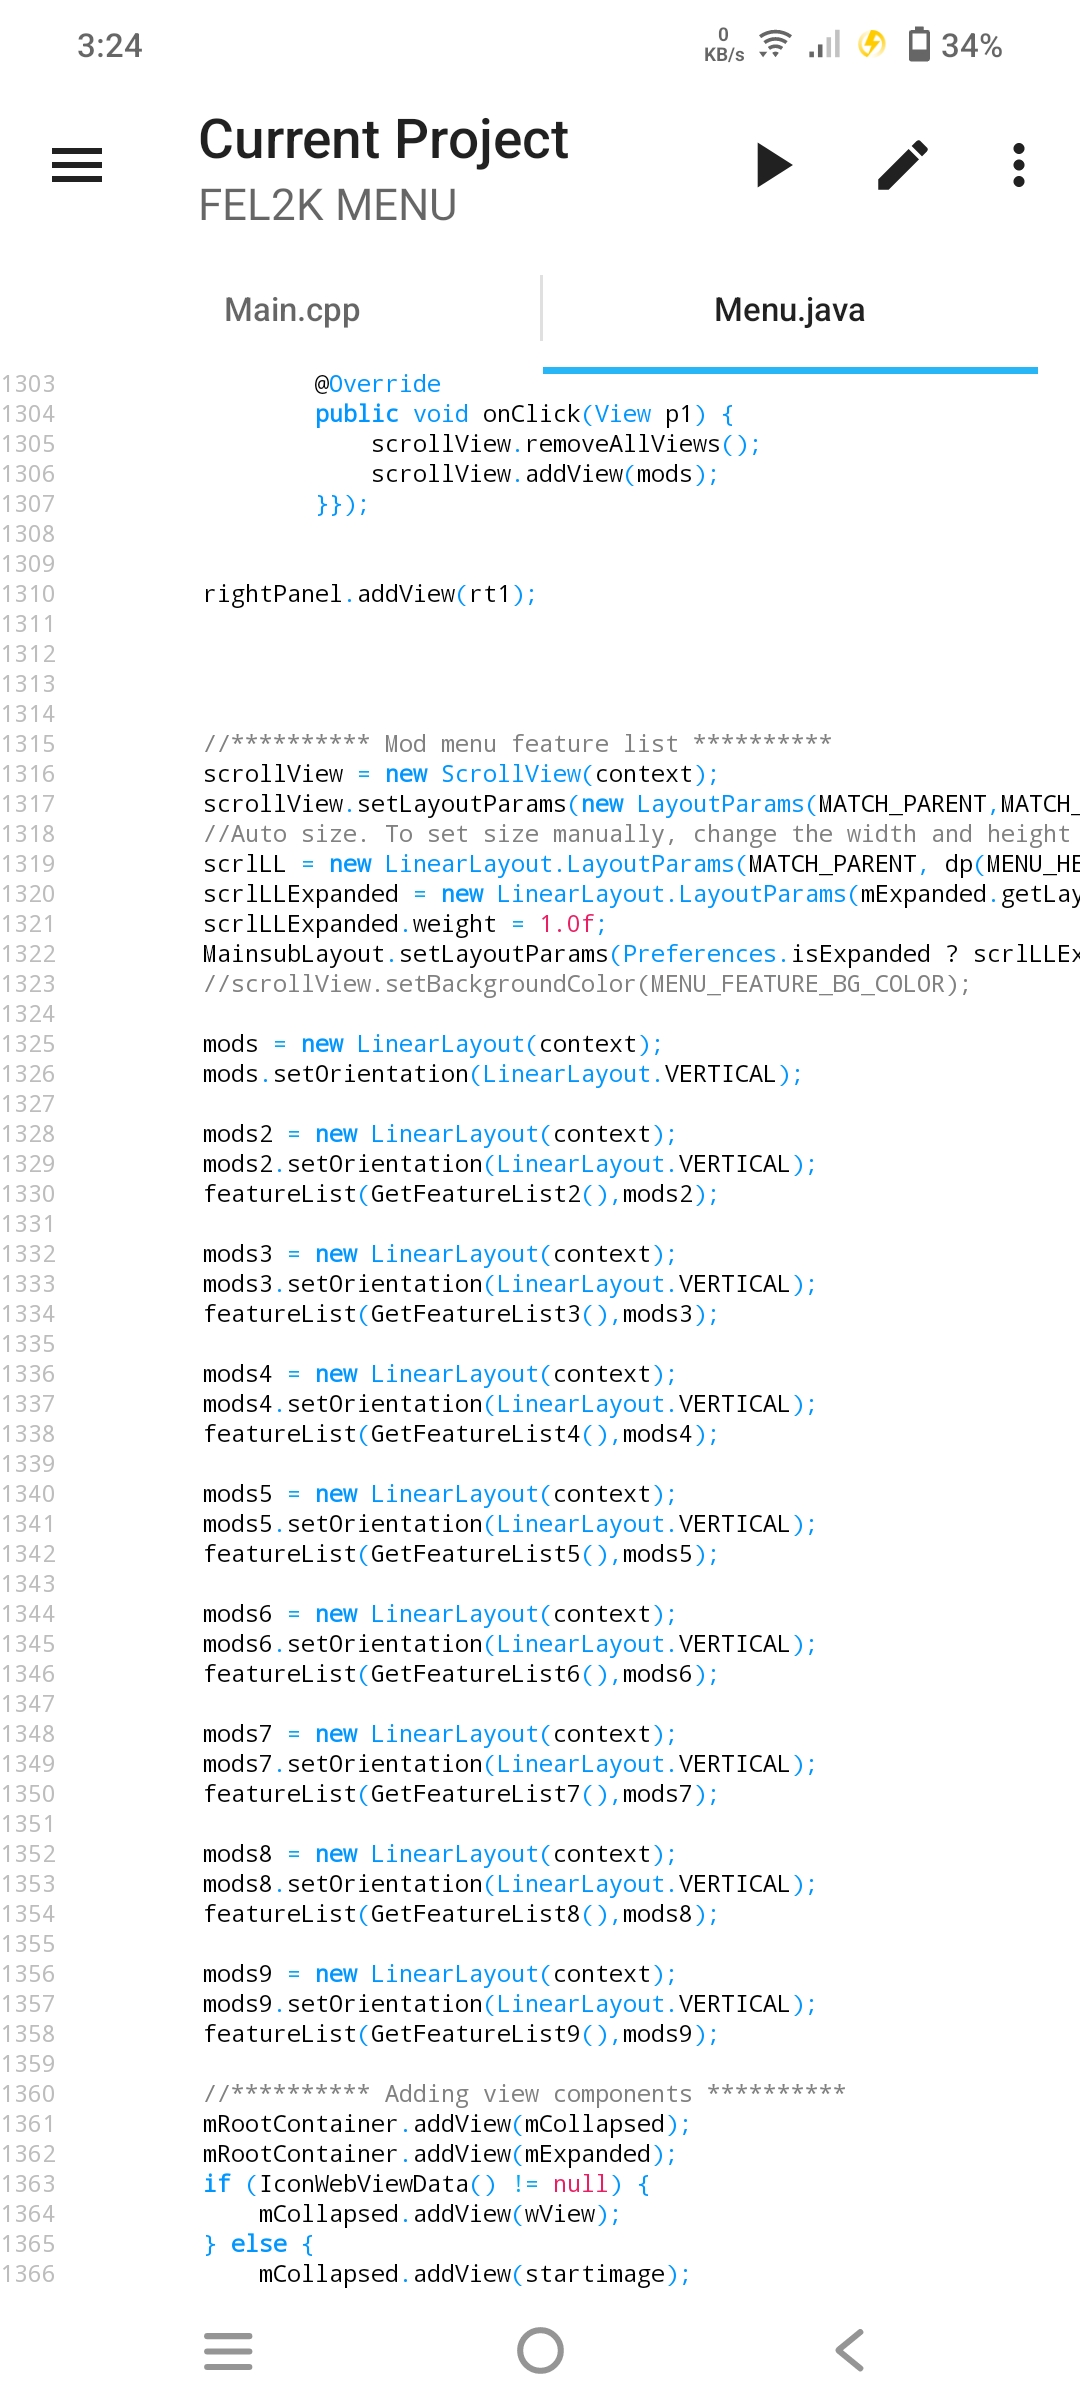 3:24
0
KB/s
34%
Current Project
FEL2K MENU
Main.cpp
Menu.java
1303 @Override
1304 public void onClick(View p1) {
1305 scrollView.removeAllViews();
1306 scrollView.addView(mods);
1307 }});
1308
1309
1310 rightPanel.addView(rt1);
1311
1312
1313
1314
1315 //********** Mod menu feature list **********
1316 scrollView = new ScrollView(context);
1317 scrollView.setLayoutParams(new LayoutParams(MATCH_PARENT,MATCH_
1318 //Auto size. To set size manually, change the width and height
1319 scrlLL = new LinearLayout.LayoutParams(MATCH_PARENT, dp(MENU_HE
1320 scrlLLExpanded = new LinearLayout.LayoutParams(mExpanded.getLay
1321 scrlLLExpanded.weight = 1.0f;
1322 MainsubLayout.setLayoutParams(Preferences.isExpanded ? scrlLLEx
1323 //scrollView.setBackgroundColor(MENU_FEATURE_BG_COLOR);
1324
1325 mods = new LinearLayout(context);
1326 mods.setOrientation(LinearLayout.VERTICAL);
1327
1328 mods2 = new LinearLayout(context);
1329 mods2.setOrientation(LinearLayout.VERTICAL);
1330 featureList(GetFeatureList2(),mods2);
1331
1332 mods3 = new LinearLayout(context);
1333 mods3.setOrientation(LinearLayout.VERTICAL);
1334 featureList(GetFeatureList3(),mods3);
1335
1336 mods4 = new LinearLayout(context);
1337 mods4.setOrientation(LinearLayout.VERTICAL);
1338 featureList(GetFeatureList4(),mods4);
1339
1340 mods5 = new LinearLayout(context);
1341 mods5.setOrientation(LinearLayout.VERTICAL);
1342 featureList(GetFeatureList5(),mods5);
1343
1344 mods6 = new LinearLayout(context);
1345 mods6.setOrientation(LinearLayout.VERTICAL);
1346 featureList(GetFeatureList6(),mods6);
1347
1348 mods7 = new LinearLayout(context);
1349 mods7.setOrientation(LinearLayout.VERTICAL);
1350 featureList(GetFeatureList7(),mods7);
1351
1352 mods8 = new LinearLayout(context);
1353 mods8.setOrientation(LinearLayout.VERTICAL);
1354 featureList(GetFeatureList8(),mods8);
1355
1356 mods9 = new LinearLayout(context);
1357 mods9.setOrientation(LinearLayout.VERTICAL);
1358 featureList(GetFeatureList9(),mods9);
1359
1360 //********** Adding view components **********
1361 mRootContainer.addView(mCollapsed);
1362 mRootContainer.addView(mExpanded);
1363 if (IconWebViewData() != null) {
1364 mCollapsed.addView(wView);
1365 } else {
1366 mCollapsed.addView(startimage);